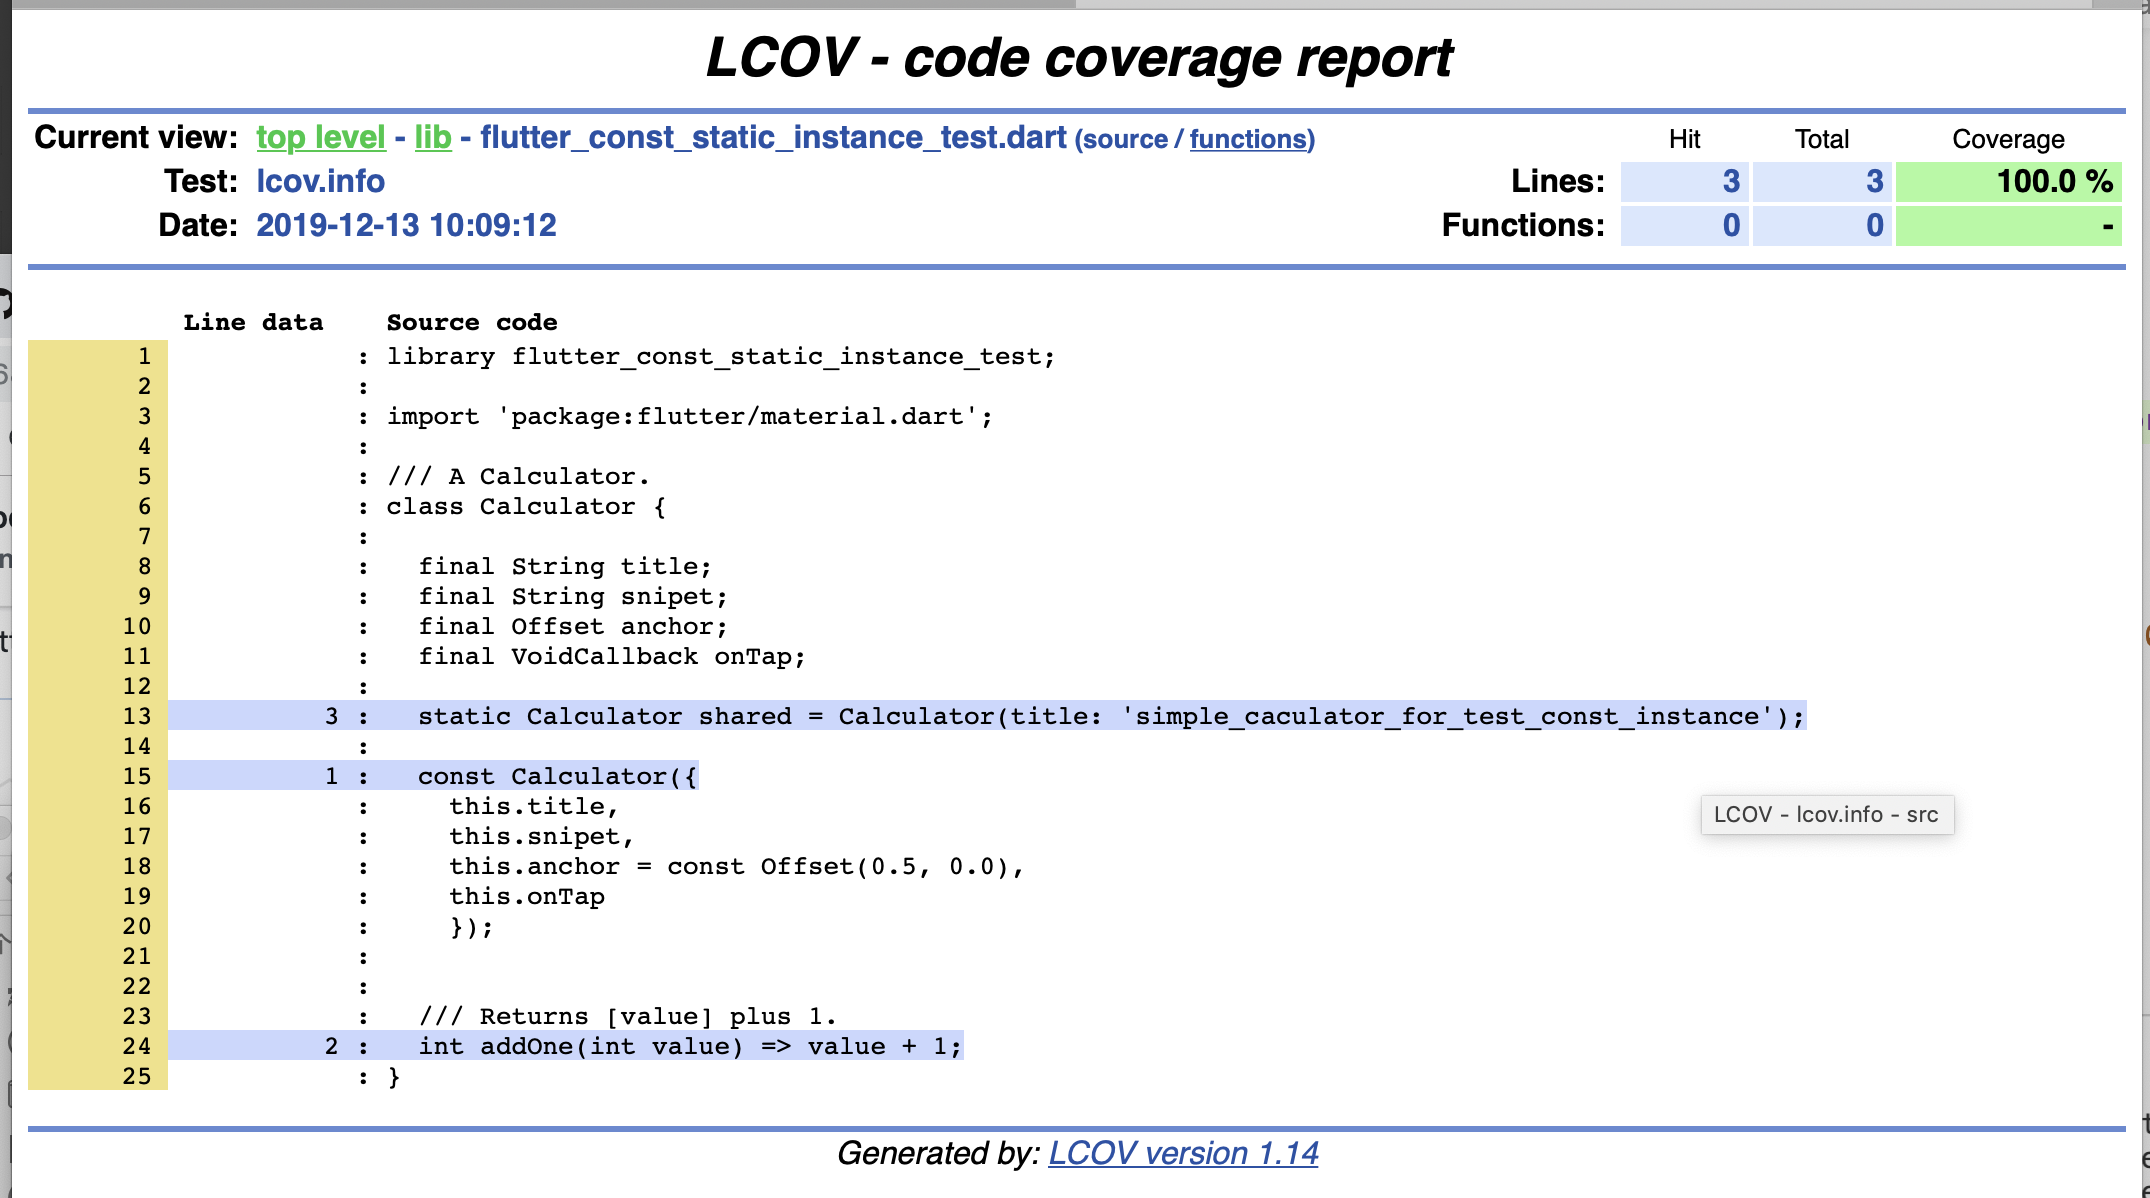 LCOV - code coverage report
Current view: top level - lib - flutter_const_static_instance_test.dart (source / functions) Hit Total Coverage
Test: lcov.info Lines: 3 3 100.0 %
Date: 2019-12-13 10:09:12 Functions: 0 0 -
Line data Source code
1 : library flutter_const_static_instance_test;
2 :
3 : import 'package:flutter/material.dart';
4 :
5 : /// A Calculator.
6 : class Calculator {
7 :
8 : final String title;
9 : final String snipet;
10 : final Offset anchor;
11 : final VoidCallback onTap;
12 :
13 3 : static Calculator shared = Calculator(title: 'simple_caculator_for_test_const_instance');
14 :
15 1 : const Calculator({
16 : this.title,
17 : this.snipet,
18 : this.anchor = const Offset(0.5, 0.0),
19 : this.onTap
20 : });
21 :
22 :
23 : /// Returns [value] plus 1.
24 2 : int addOne(int value) => value + 1;
25 : }
LCOV - lcov.info - src
Generated by: LCOV version 1.14